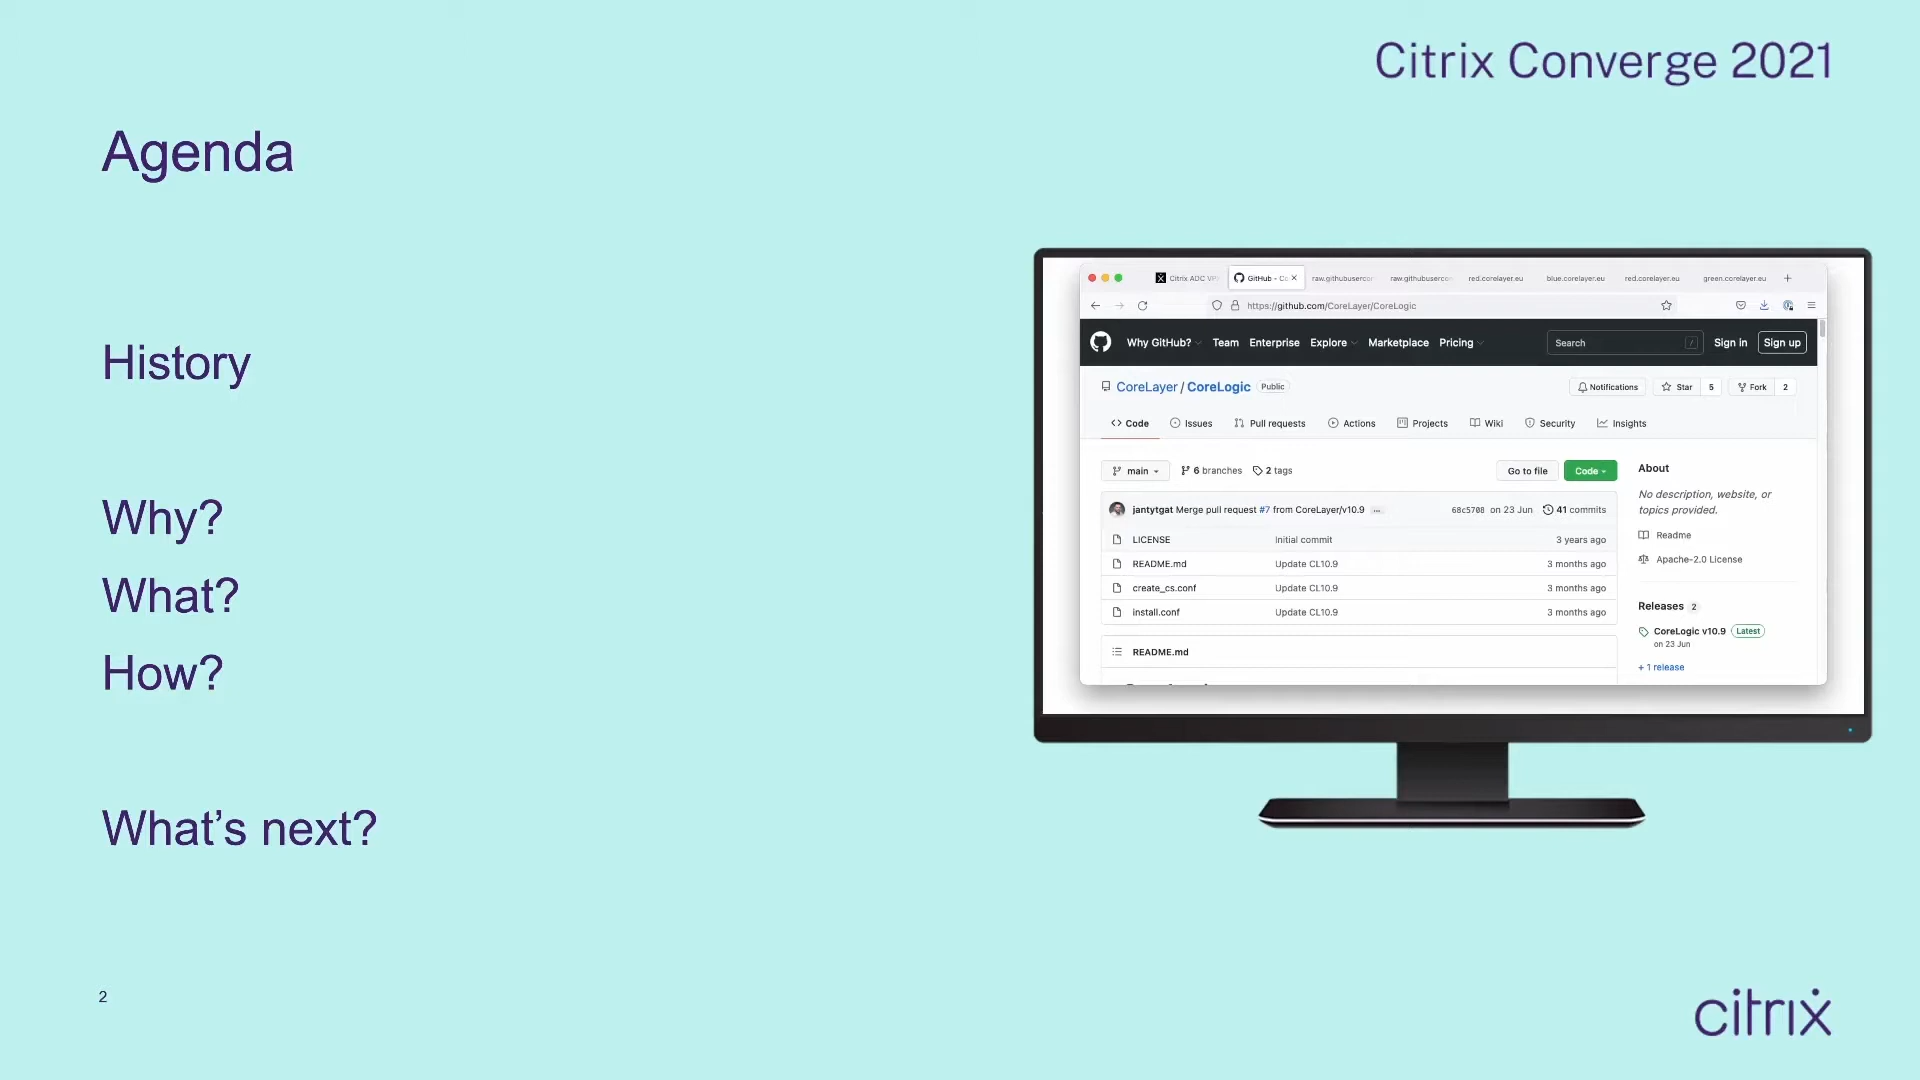 Citrix Converge 2021
Agenda
History
Why?
What?
How?
What's next?
Citrix ADC VP
GitHub - Co
raw.githubusercon
raw.githubusercon
red.corelayer.eu
blue.corelayer.eu
red.corelayer.eu
green.corelayer.eu
https://github.com/CoreLayer/CoreLogic
Why GitHub? Team Enterprise Explore Marketplace Pricing Search / Sign in Sign up
CoreLayer / CoreLogic Public Notifications Star 5 Fork 2
Code Issues Pull requests Actions Projects Wiki Security Insights
main 6 branches 2 tags Go to file Code
jantytgat Merge pull request #7 from CoreLayer/v10.9 ... 68c5708 on 23 Jun 41 commits
LICENSE Initial commit 3 years ago
README.md Update CL10.9 3 months ago
create_cs.conf Update CL10.9 3 months ago
install.conf Update CL10.9 3 months ago
README.md
About
No description, website, or
topics provided.
Readme
Apache-2.0 License
Releases 2
CoreLogic v10.9 Latest
on 23 Jun
+ 1 release
2
citrix